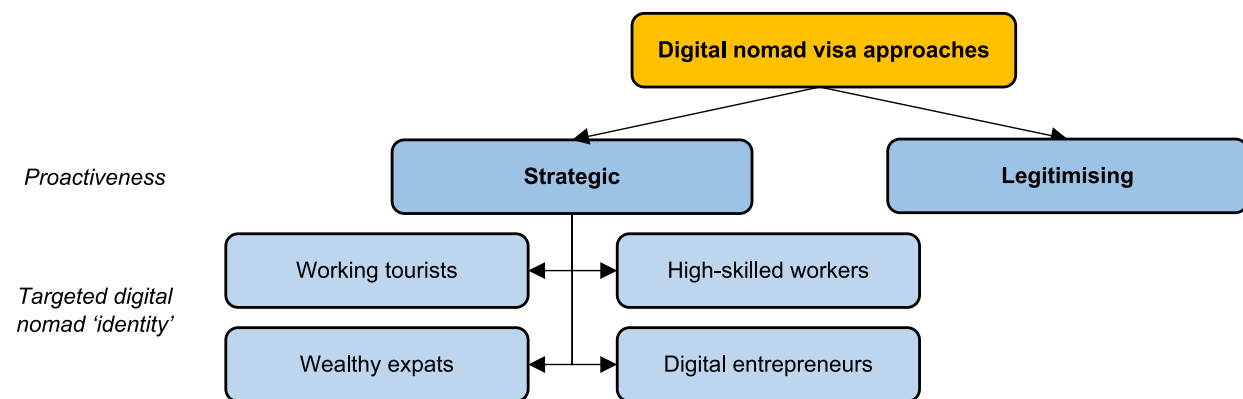 Digital nomad visa approaches
Proactiveness
Strategic
Legitimising
Working tourists
High-skilled workers
Targeted digital
nomad ‘identity’
Wealthy expats
Digital entrepreneurs